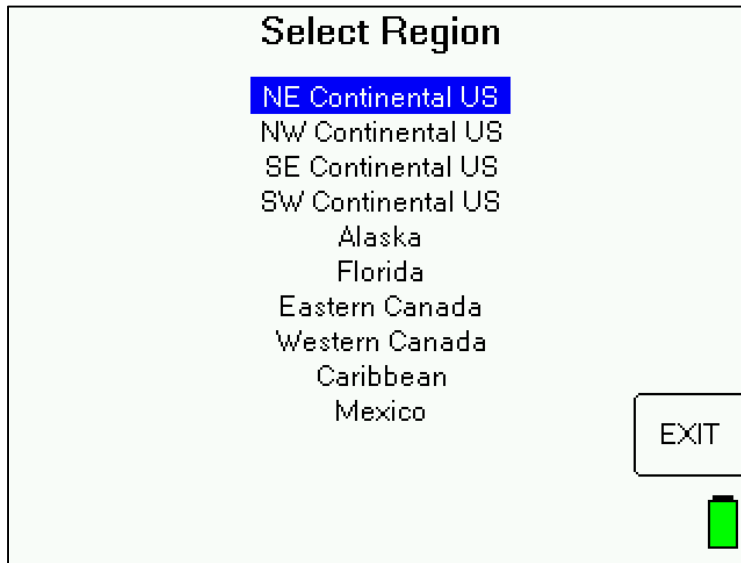 Select Region
NE Continental US
NW Continental US
SE Continental US
SW Continental US
Alaska
Florida
Eastern Canada
Western Canada
Caribbean
Mexico
EXIT